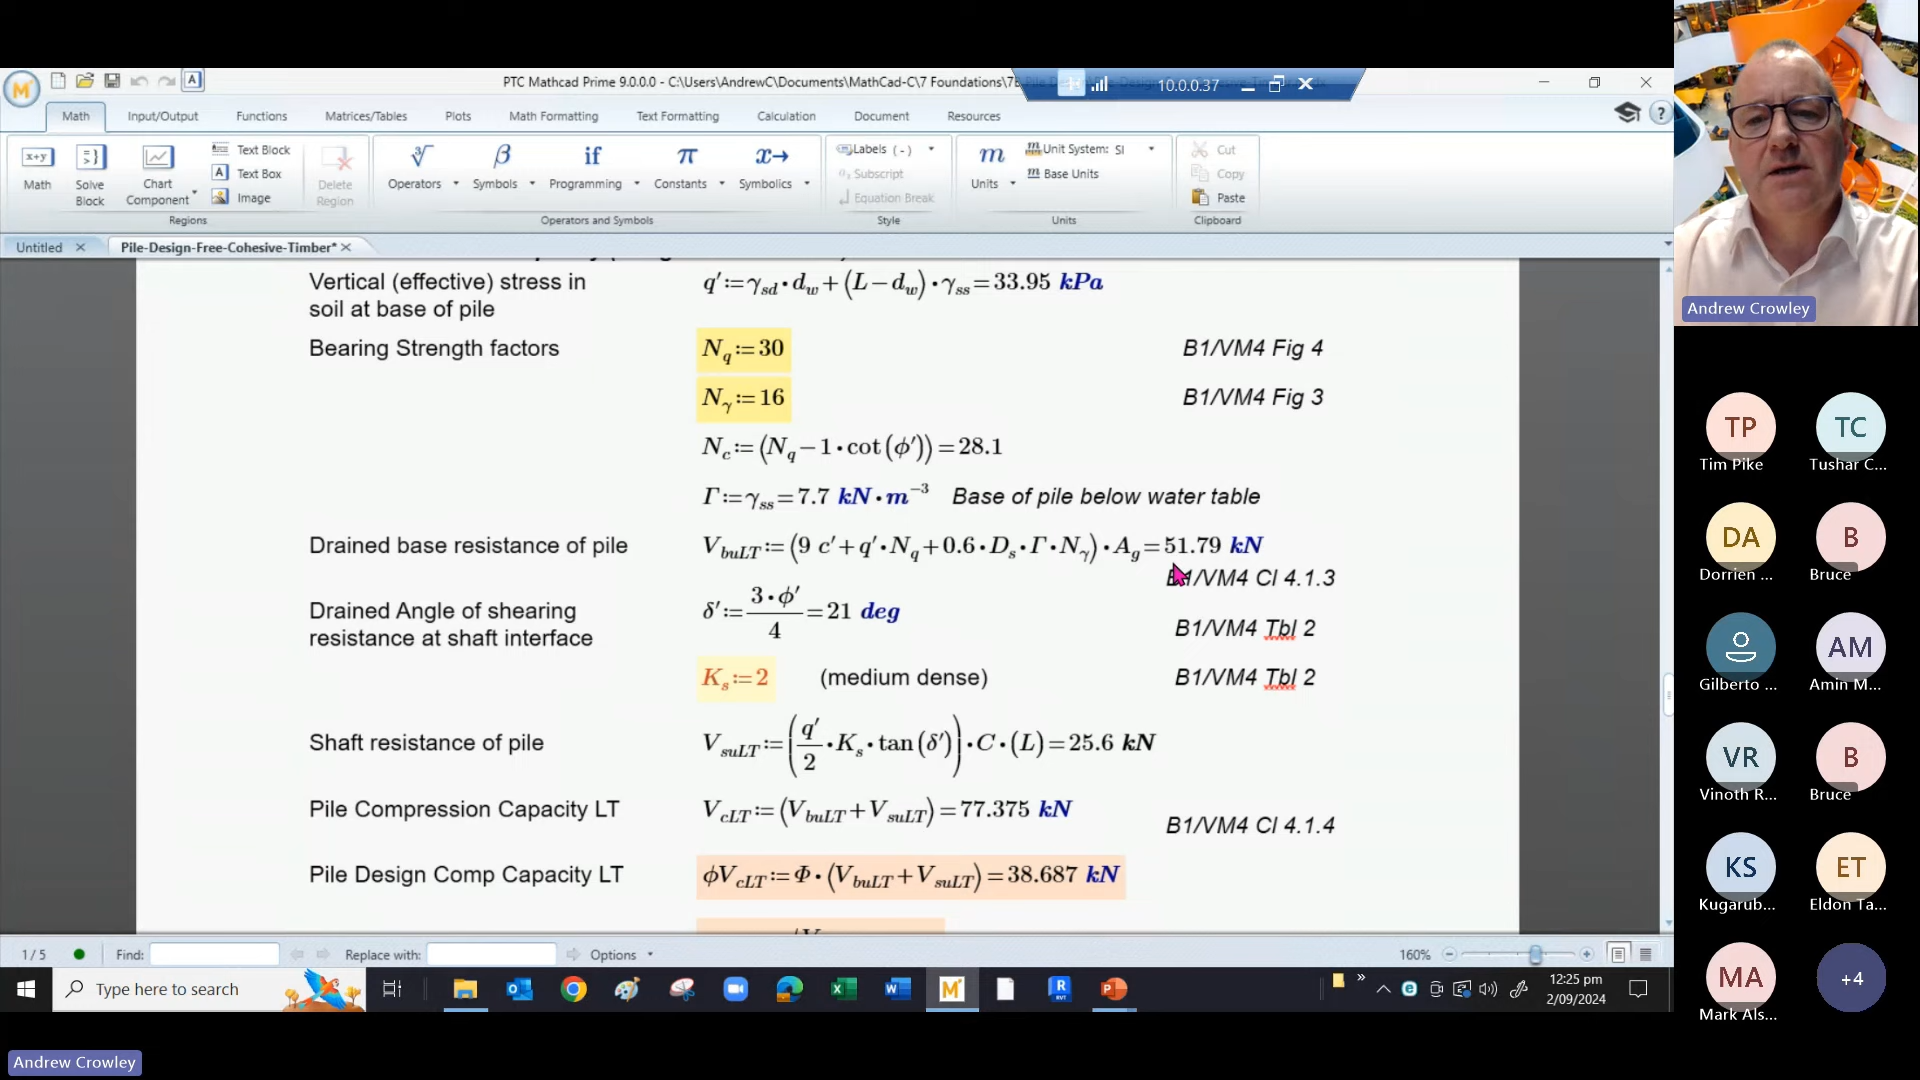 PTC Mathcad Prime 9.0.0.0 - C:\Users\AndrewC\Documents\MathCad-C\7 Foundations\7
10.0.0.37
Math Input/Output Functions Matrices/Tables Plots Math Formatting Text Formatting Calculation Document Resources
Math
Solve Block
Chart Component
Text Block
Text Box
Image
Delete Region
Regions
Operators
Symbols
if
Programming
Constants
Symbolics
Operators and Symbols
Labels ( - )
Subscript
Equation Break
Style
Units
Unit System: SI
Base Units
Units
Cut
Copy
Paste
Clipboard
Untitled
Pile-Design-Free-Cohesive-Timber*
Vertical (effective) stress in
soil at base of pile
q′:=γsd·dw+(L−dw)·γss=33.95 kPa
Bearing Strength factors
Nq:=30
B1/VM4 Fig 4
Nγ:=16
B1/VM4 Fig 3
Nc:=(Nq−1·cot(ϕ′))=28.1
Γ:=γss=7.7 kN·m−3 Base of pile below water table
Drained base resistance of pile
VbuLT:=(9 c′+q′·Nq+0.6·Ds·Γ·Nγ)·Ag=51.79 kN
B1/VM4 Cl 4.1.3
Drained Angle of shearing
resistance at shaft interface
δ′:=3·ϕ′/4=21 deg
B1/VM4 Tbl 2
Ks:=2 (medium dense)
B1/VM4 Tbl 2
Shaft resistance of pile
VsuLT:=(q′/2·Ks·tan(δ′))·C·(L)=25.6 kN
Pile Compression Capacity LT
VcLT:=(VbuLT+VsuLT)=77.375 kN
B1/VM4 Cl 4.1.4
Pile Design Comp Capacity LT
ϕVcLT:=Φ·(VbuLT+VsuLT)=38.687 kN
1 / 5
Find:
Replace with:
Options
160%
Type here to search
12:25 pm
2/09/2024
Andrew Crowley
TP
Tim Pike
TC
Tushar C...
DA
Dorrien ...
B
Bruce
Gilberto ...
AM
Amin M...
VR
Vinoth R...
B
Bruce
KS
Kugarub...
ET
Eldon Ta...
MA
Mark Als...
+4
Andrew Crowley